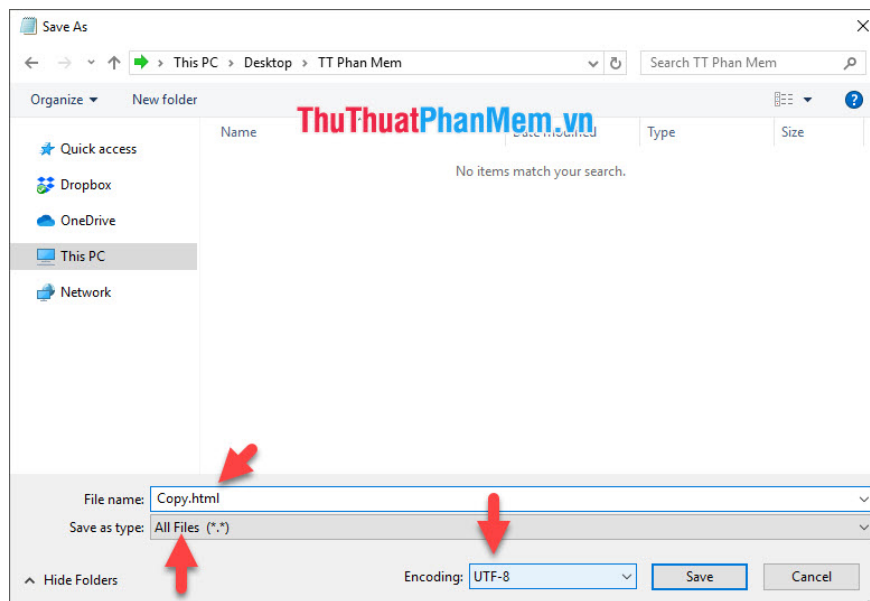 Save As
This PC > Desktop > TT Phan Mem
Search TT Phan Mem
Organize
New folder
ThuThuatPhanMem.vn
Name
Date modified
Type
Size
No items match your search.
Quick access
Dropbox
OneDrive
This PC
Network
File name: Copy.html
Save as type: All Files (*.*)
Hide Folders
Encoding: UTF-8
Save
Cancel